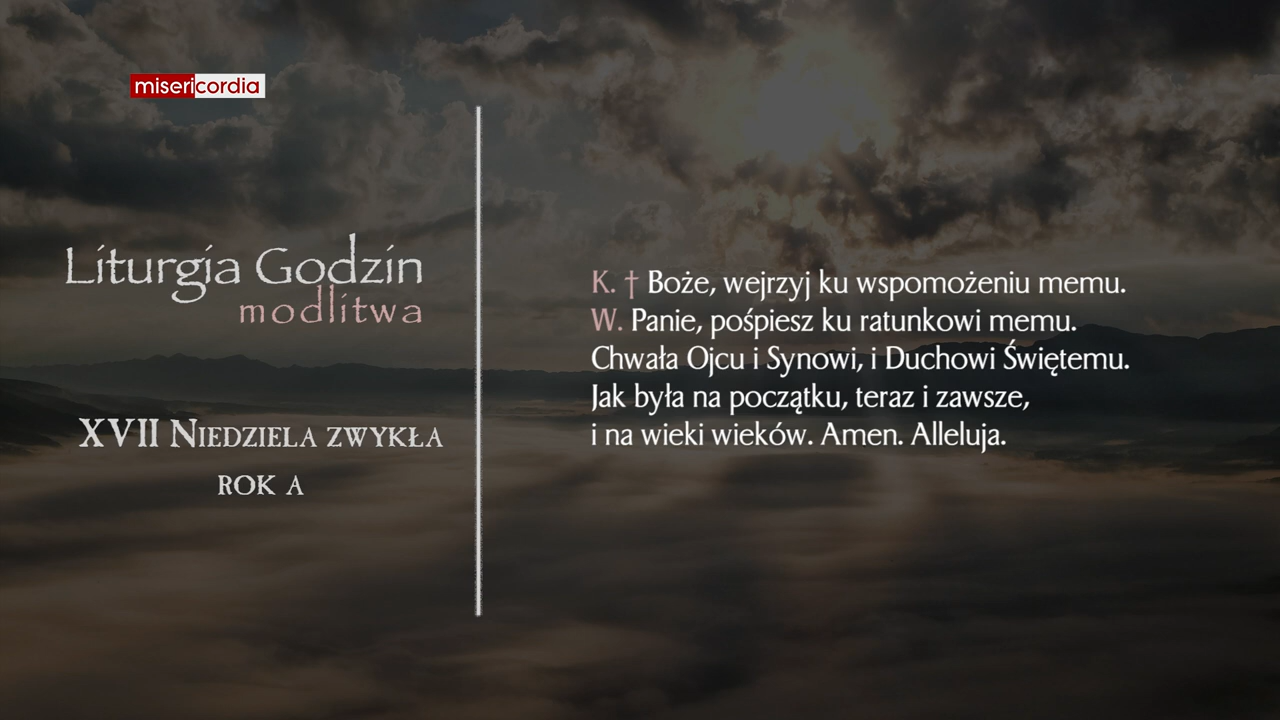 misericordia
Liturgia Godzin
modlitwa
XVII Niedziela zwykła
rok A
K. † Boże, wejrzyj ku wspomożeniu memu.
W. Panie, pośpiesz ku ratunkowi memu.
Chwała Ojcu i Synowi, i Duchowi Świętemu.
Jak była na początku, teraz i zawsze,
i na wieki wieków. Amen. Alleluja.